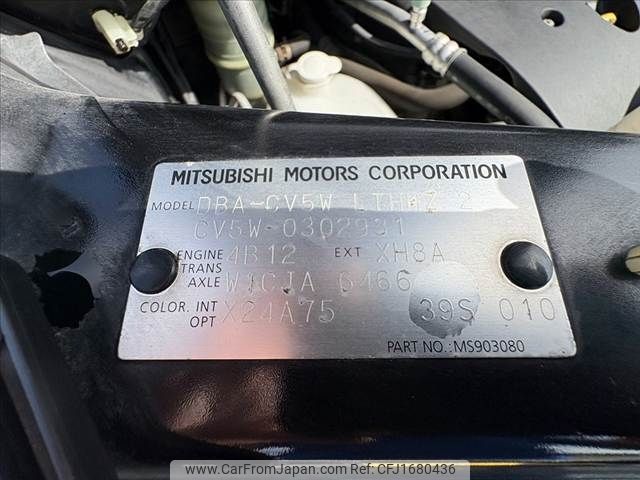 MITSUBISHI MOTORS CORPORATION
MODEL DBA-CV5W LTHHZ 2
CV5W-0302931
ENGINE 4B12 EXT XH8A
TRANS
AXLE W1CJA 6466
COLOR. INT
OPT X24A75 39S 010
PART NO.:MS903080
www.CarFromJapan.com | Ref. No: CFJ1680436